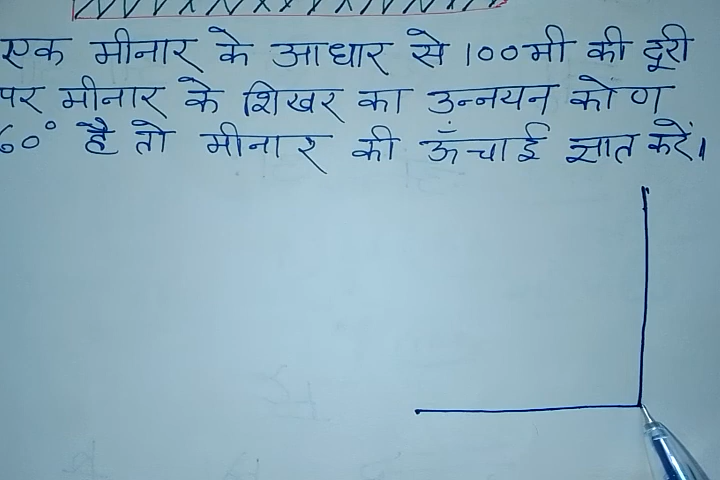 एक मीनार के आधार से 100मी की दूरी
पर मीनार के शिखर का उन्नयन कोण
60° है तो मीनार की ऊँचाई ज्ञात करें।